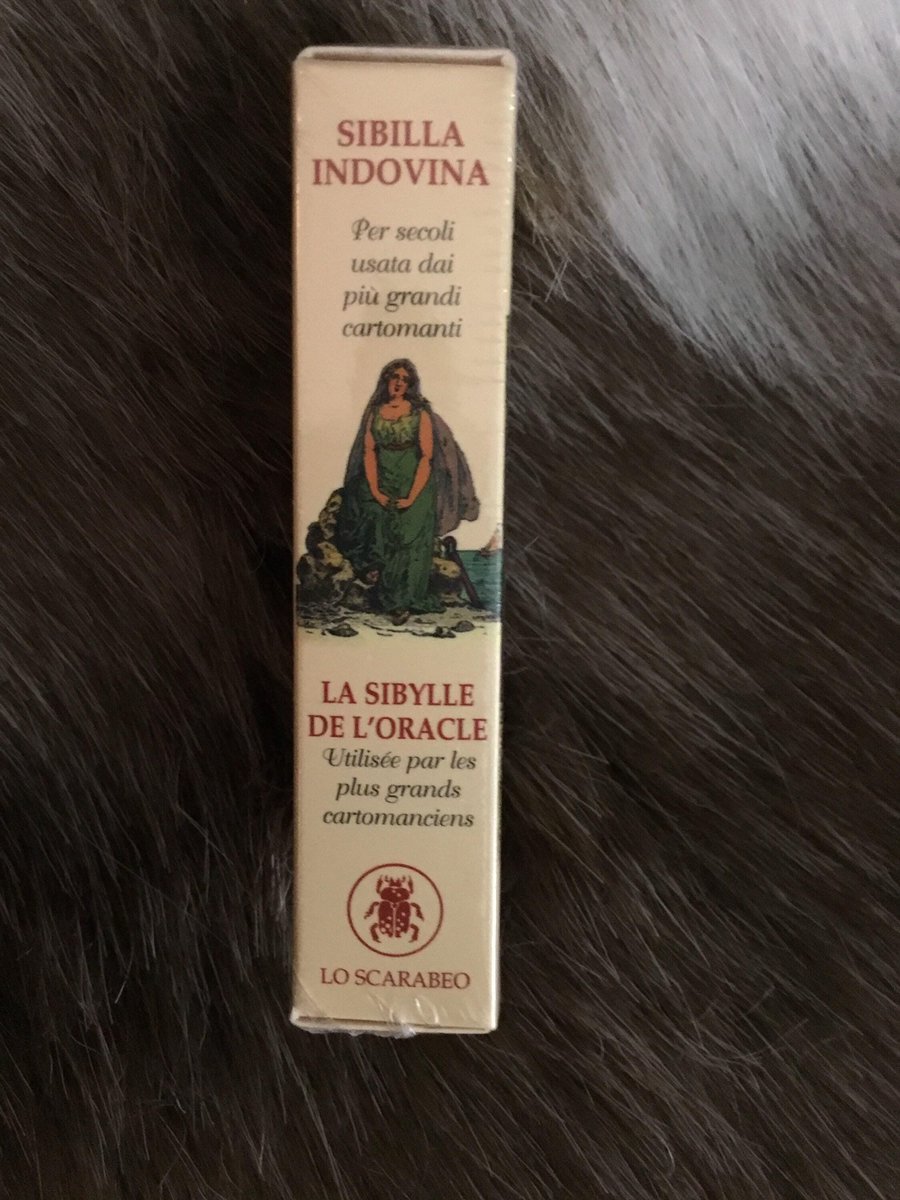 SIBILLA
INDOVINA
Per secoli
usata dai
più grandi
cartomanti
LA SIBYLLE
DE L'ORACLE
Utilisée par les
plus grands
cartomanciens
LO SCARABEO